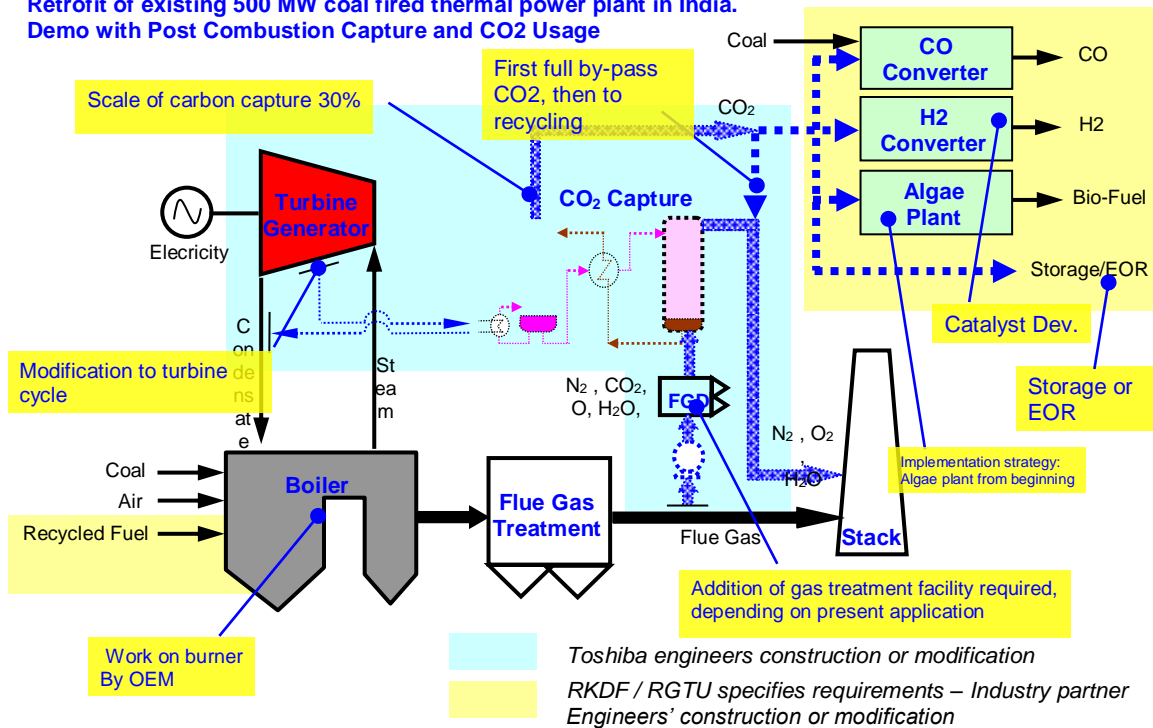 Retrofit of existing 500 MW coal fired thermal power plant in India.
Demo with Post Combustion Capture and CO2 Usage
Coal
CO
Converter
CO
Scale of carbon capture 30%
First full by-pass
CO2, then to
recycling
CO₂
H2
Converter
H2
Turbine
Generator
CO₂ Capture
Algae
Plant
Bio-Fuel
Elecricity
Storage/EOR
C
on
de
ns
at
e
St
ea
m
Catalyst Dev.
Modification to turbine
cycle
N₂ , CO₂,
O, H₂O,
FGD
Storage or
EOR
N₂ , O₂
,
H₂O
Implementation strategy:
Algae plant from beginning
Coal
Air
Recycled Fuel
Boiler
Flue Gas
Treatment
Flue Gas
Stack
Addition of gas treatment facility required,
depending on present application
Work on burner
By OEM
Toshiba engineers construction or modification
RKDF / RGTU specifies requirements – Industry partner
Engineers' construction or modification